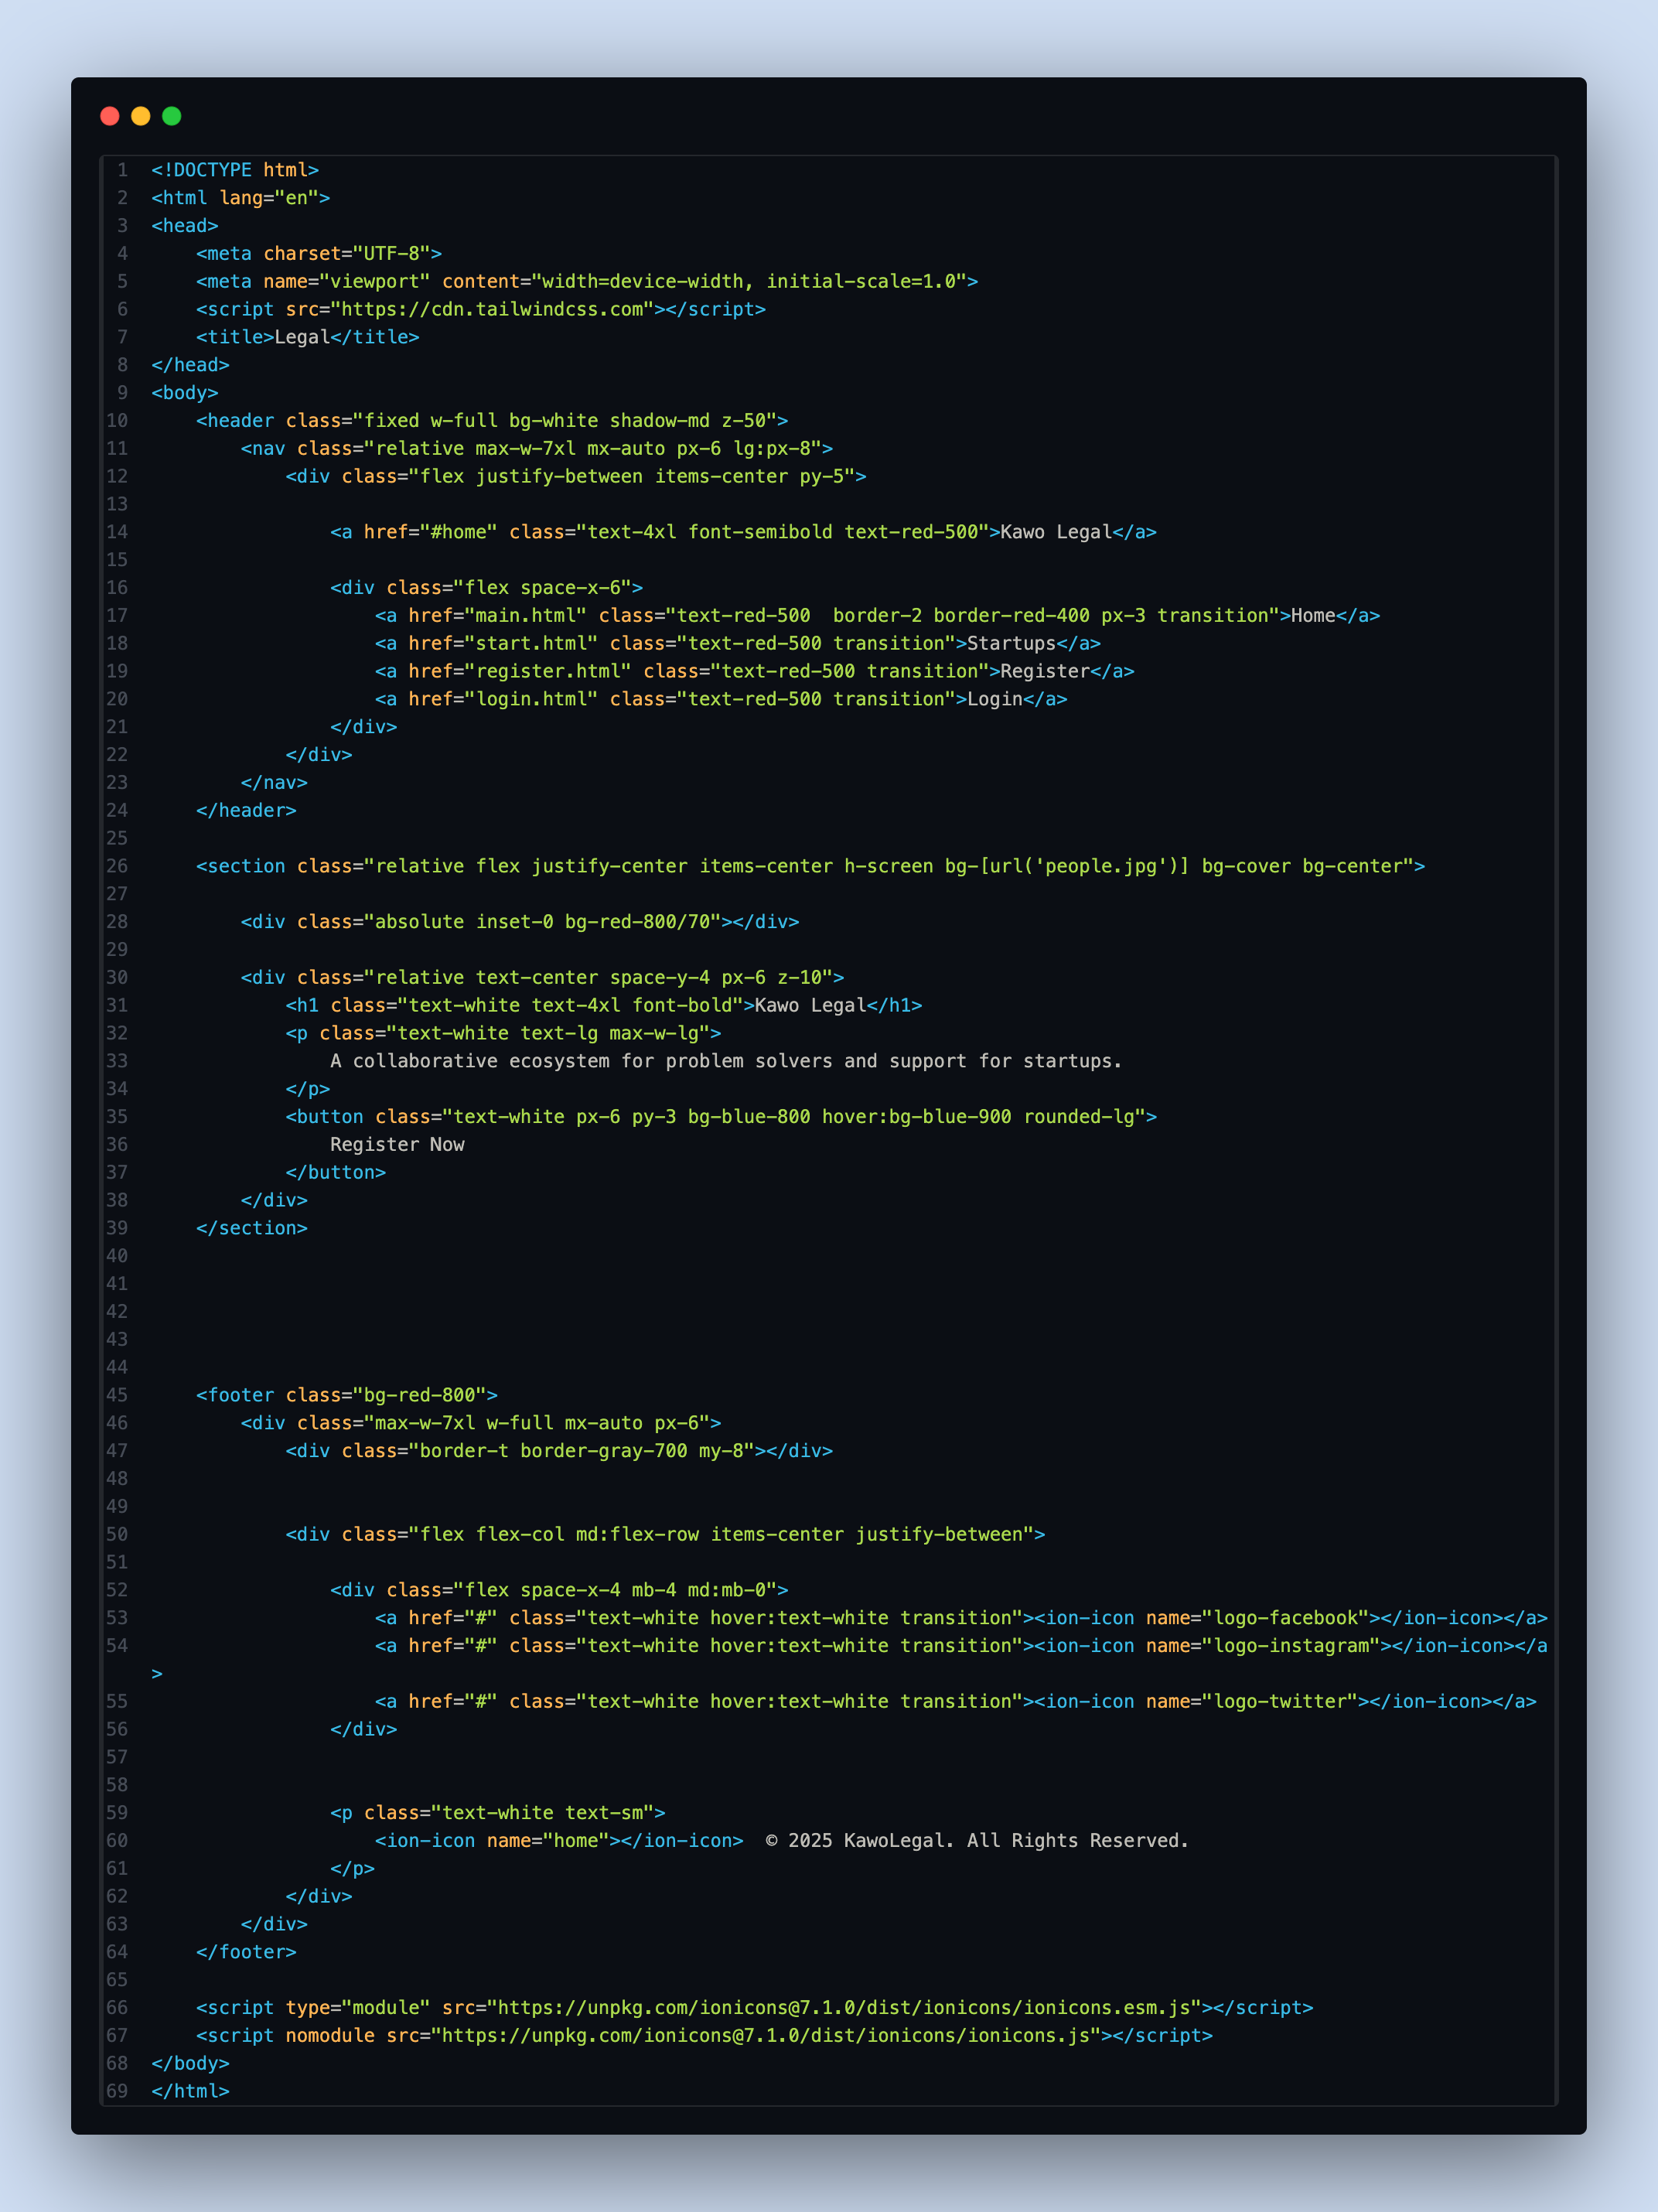 1 <!DOCTYPE html>
2 <html lang="en">
3 <head>
4     <meta charset="UTF-8">
5     <meta name="viewport" content="width=device-width, initial-scale=1.0">
6     <script src="https://cdn.tailwindcss.com"></script>
7     <title>Legal</title>
8 </head>
9 <body>
10     <header class="fixed w-full bg-white shadow-md z-50">
11         <nav class="relative max-w-7xl mx-auto px-6 lg:px-8">
12             <div class="flex justify-between items-center py-5">
13
14                 <a href="#home" class="text-4xl font-semibold text-red-500">Kawo Legal</a>
15
16                 <div class="flex space-x-6">
17                     <a href="main.html" class="text-red-500  border-2 border-red-400 px-3 transition">Home</a>
18                     <a href="start.html" class="text-red-500 transition">Startups</a>
19                     <a href="register.html" class="text-red-500 transition">Register</a>
20                     <a href="login.html" class="text-red-500 transition">Login</a>
21                 </div>
22             </div>
23         </nav>
24     </header>
25
26     <section class="relative flex justify-center items-center h-screen bg-[url('people.jpg')] bg-cover bg-center">
27
28         <div class="absolute inset-0 bg-red-800/70"></div>
29
30         <div class="relative text-center space-y-4 px-6 z-10">
31             <h1 class="text-white text-4xl font-bold">Kawo Legal</h1>
32             <p class="text-white text-lg max-w-lg">
33                 A collaborative ecosystem for problem solvers and support for startups.
34             </p>
35             <button class="text-white px-6 py-3 bg-blue-800 hover:bg-blue-900 rounded-lg">
36                 Register Now
37             </button>
38         </div>
39     </section>
40
41
42
43
44
45     <footer class="bg-red-800">
46         <div class="max-w-7xl w-full mx-auto px-6">
47             <div class="border-t border-gray-700 my-8"></div>
48
49
50             <div class="flex flex-col md:flex-row items-center justify-between">
51
52                 <div class="flex space-x-4 mb-4 md:mb-0">
53                     <a href="#" class="text-white hover:text-white transition"><ion-icon name="logo-facebook"></ion-icon></a>
54                     <a href="#" class="text-white hover:text-white transition"><ion-icon name="logo-instagram"></ion-icon></a
>
55                     <a href="#" class="text-white hover:text-white transition"><ion-icon name="logo-twitter"></ion-icon></a>
56                 </div>
57
58
59                 <p class="text-white text-sm">
60                     <ion-icon name="home"></ion-icon>  © 2025 KawoLegal. All Rights Reserved.
61                 </p>
62             </div>
63         </div>
64     </footer>
65
66     <script type="module" src="https://unpkg.com/ionicons@7.1.0/dist/ionicons/ionicons.esm.js"></script>
67     <script nomodule src="https://unpkg.com/ionicons@7.1.0/dist/ionicons/ionicons.js"></script>
68 </body>
69 </html>